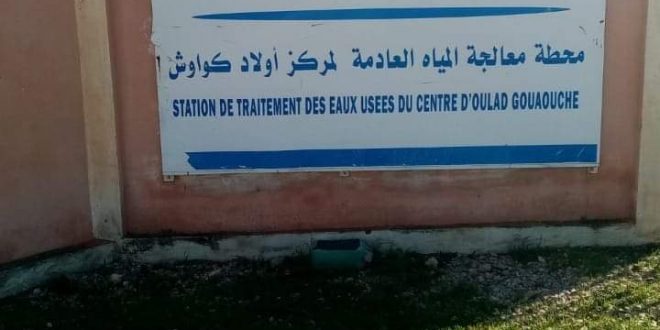 محطة معالجة المياه العادمة لمركز أولاد كواوش
STATION DE TRAITEMENT DES EAUX USEES DU CENTRE D'OULAD GOUAOUCHE